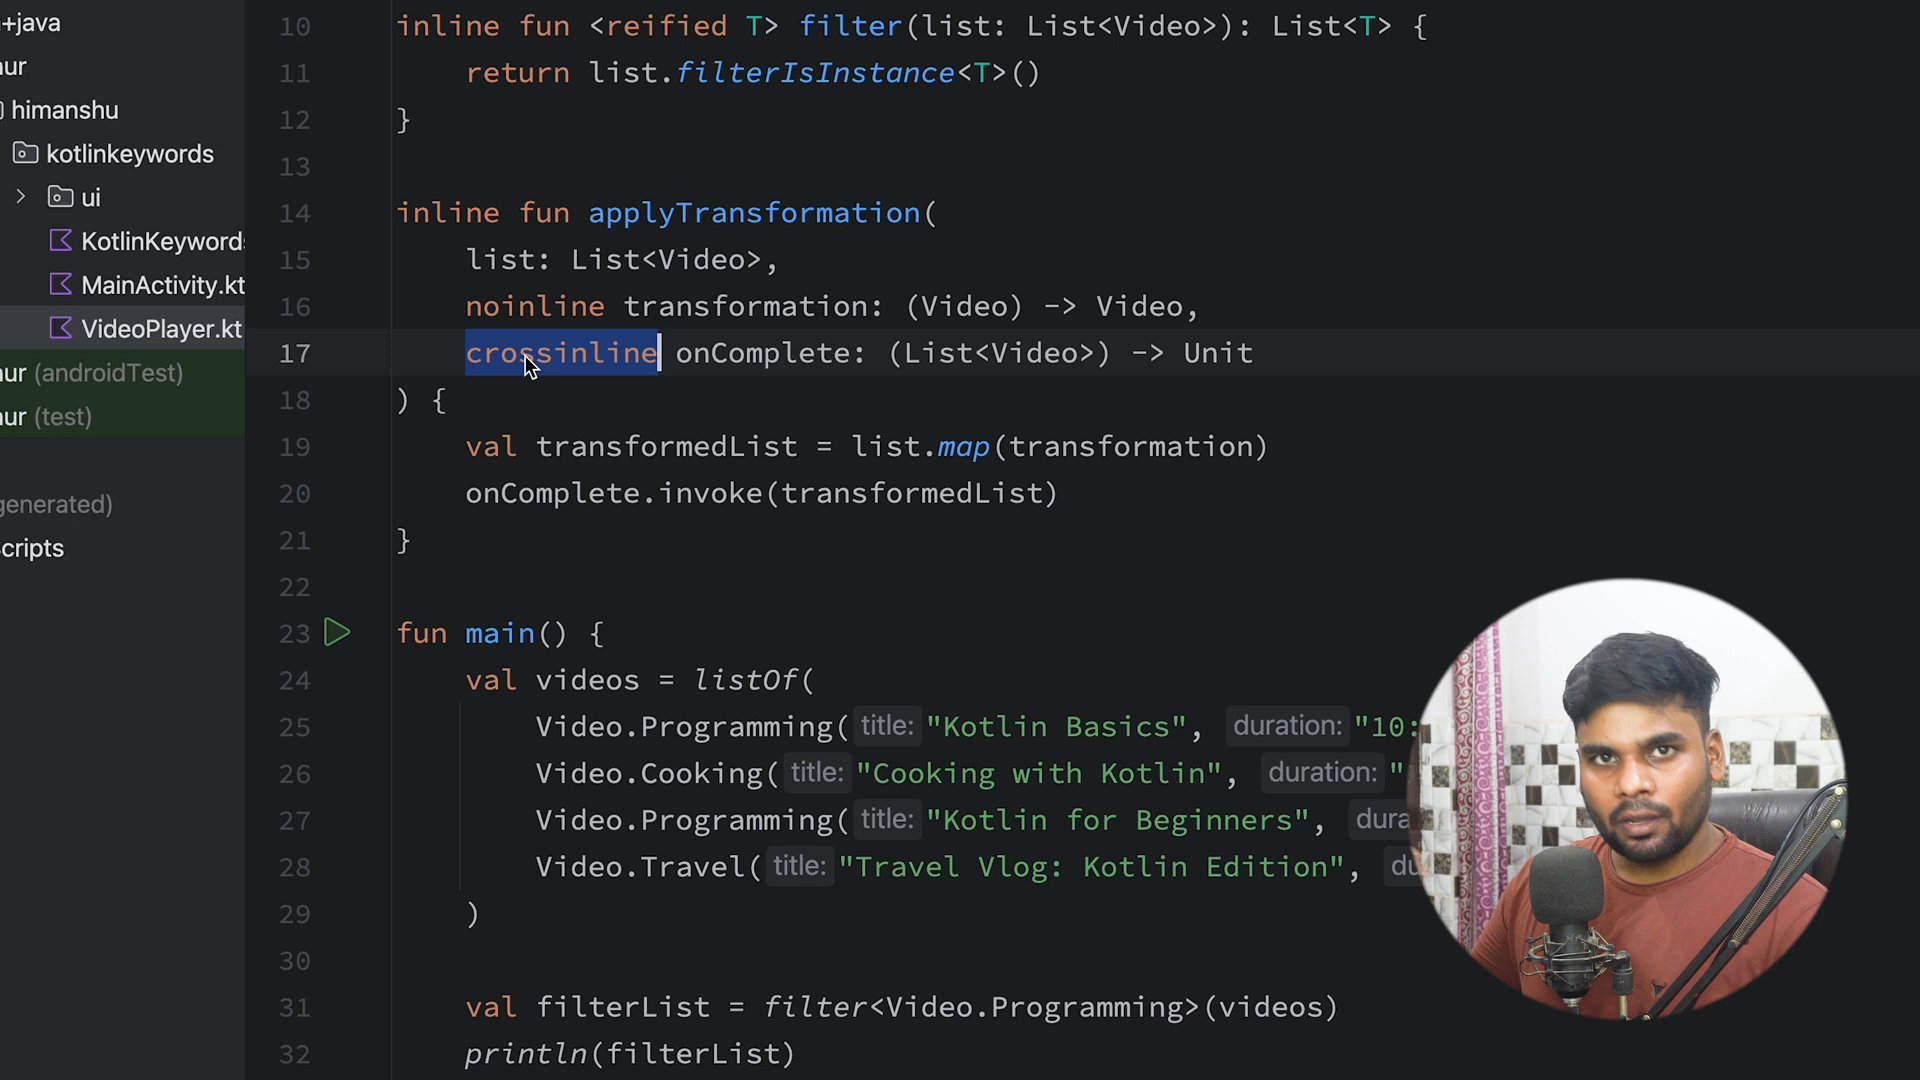 +java
ur
himanshu
kotlinkeywords
ui
KotlinKeyword
MainActivity.kt
VideoPlayer.kt
ur (androidTest)
ur (test)
generated)
cripts
10 inline fun <reified T> filter(list: List<Video>): List<T> {
11 return list.filterIsInstance<T>()
12 }
13
14 inline fun applyTransformation(
15 list: List<Video>,
16 noinline transformation: (Video) -> Video,
17 crossinline onComplete: (List<Video>) -> Unit
18 ) {
19 val transformedList = list.map(transformation)
20 onComplete.invoke(transformedList)
21 }
22
23 fun main() {
24 val videos = listOf(
25 Video.Programming( title: "Kotlin Basics", duration: "10:
26 Video.Cooking( title: "Cooking with Kotlin", duration: "
27 Video.Programming( title: "Kotlin for Beginners", dura
28 Video.Travel( title: "Travel Vlog: Kotlin Edition", du
29 )
30
31 val filterList = filter<Video.Programming>(videos)
32 println(filterList)